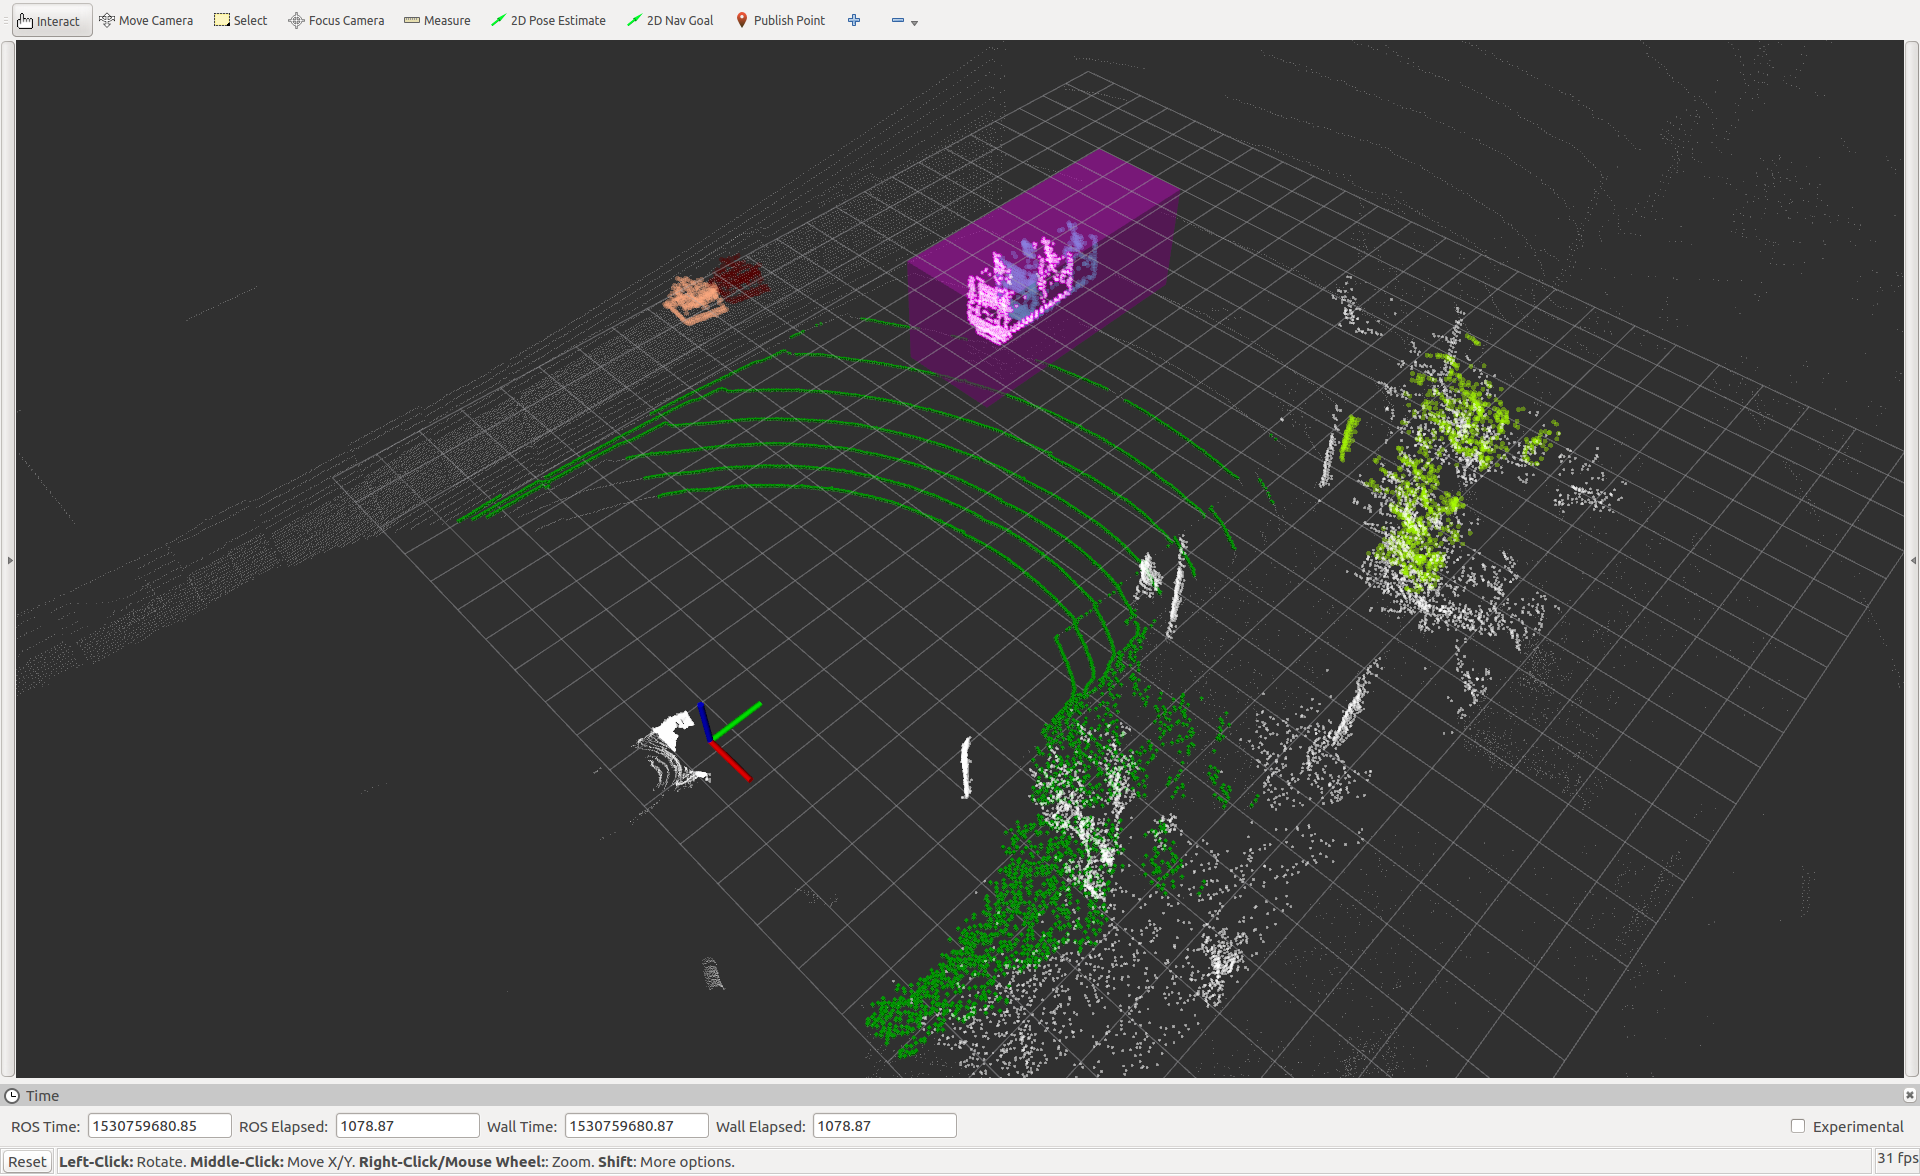 Interact Move Camera Select Focus Camera Measure 2D Pose Estimate 2D Nav Goal Publish Point
Time
ROS Time: 1530759680.85 ROS Elapsed: 1078.87 Wall Time: 1530759680.87 Wall Elapsed: 1078.87 Experimental
Reset Left-Click: Rotate. Middle-Click: Move X/Y. Right-Click/Mouse Wheel:: Zoom. Shift: More options. 31 fps